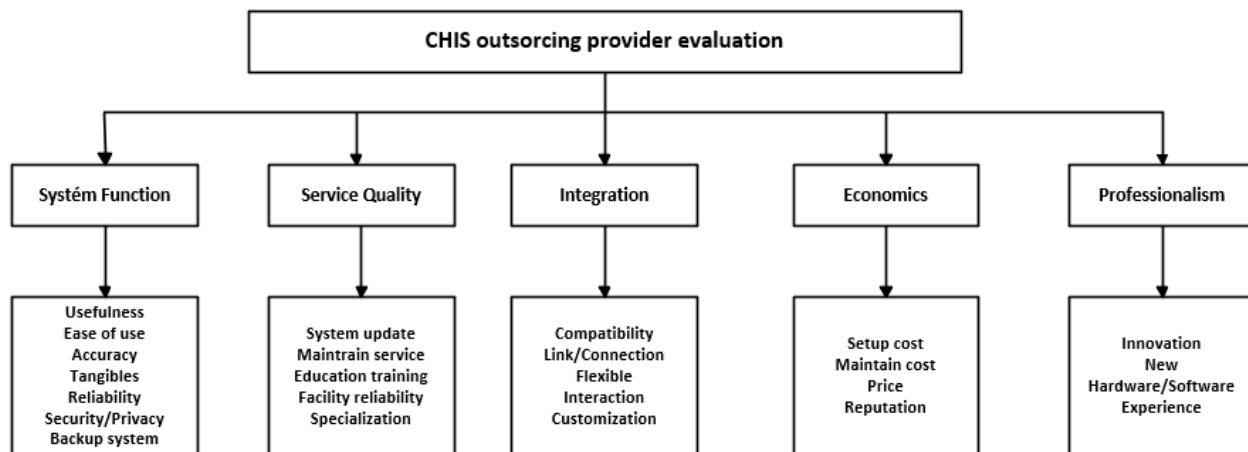 CHIS outsorcing provider evaluation
Systém Function
Service Quality
Integration
Economics
Professionalism
Usefulness
Ease of use
Accuracy
Tangibles
Reliability
Security/Privacy
Backup system
System update
Maintrain service
Education training
Facility reliability
Specialization
Compatibility
Link/Connection
Flexible
Interaction
Customization
Setup cost
Maintain cost
Price
Reputation
Innovation
New
Hardware/Software
Experience